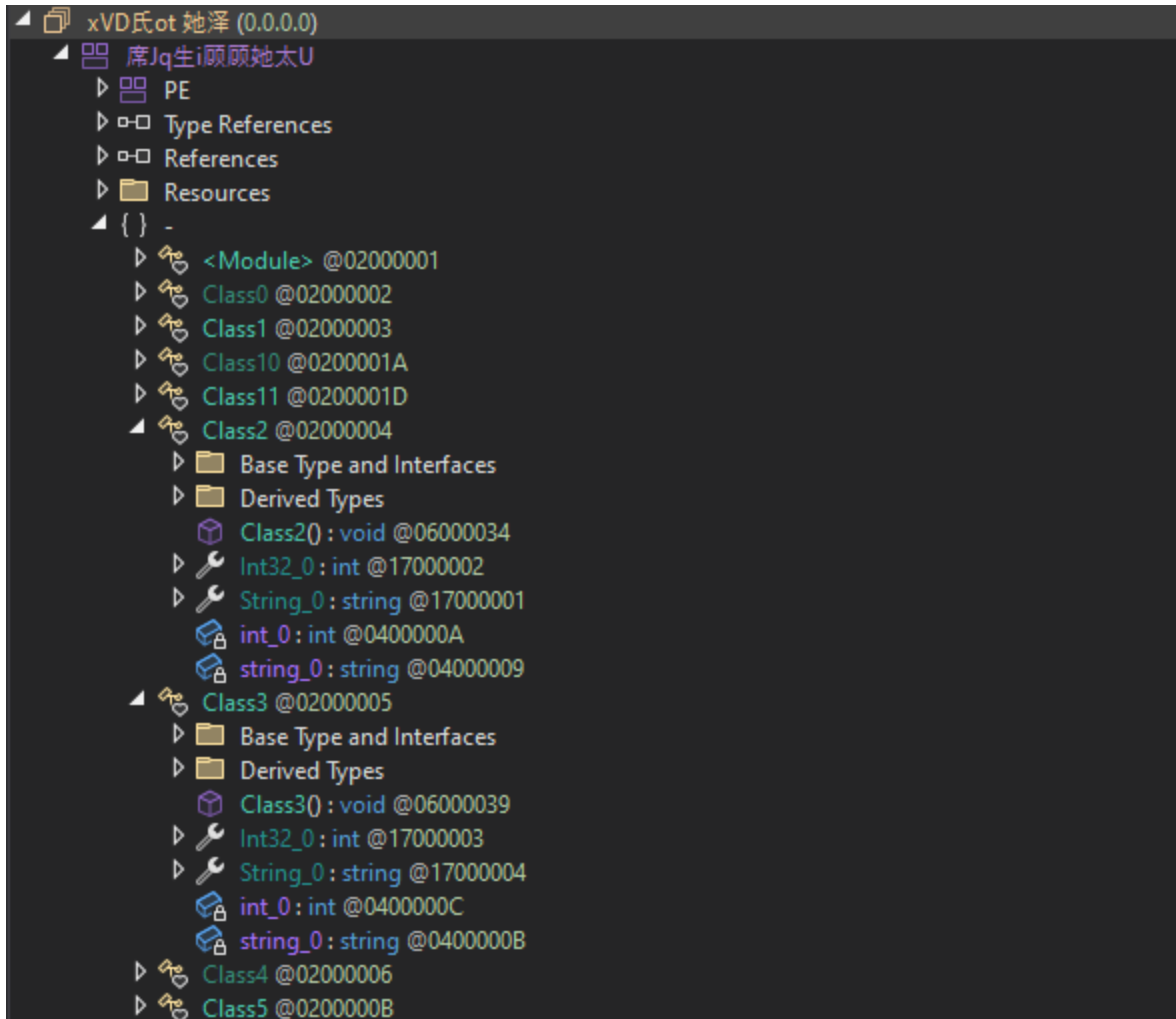 xVD氏ot 她泽 (0.0.0.0)
席Jq生i顾顾她太U
PE
Type References
References
Resources
{ } -
<Module> @02000001
Class0 @02000002
Class1 @02000003
Class10 @0200001A
Class11 @0200001D
Class2 @02000004
Base Type and Interfaces
Derived Types
Class2() : void @06000034
Int32_0 : int @17000002
String_0 : string @17000001
int_0 : int @0400000A
string_0 : string @04000009
Class3 @02000005
Base Type and Interfaces
Derived Types
Class3() : void @06000039
Int32_0 : int @17000003
String_0 : string @17000004
int_0 : int @0400000C
string_0 : string @0400000B
Class4 @02000006
Class5 @0200000B